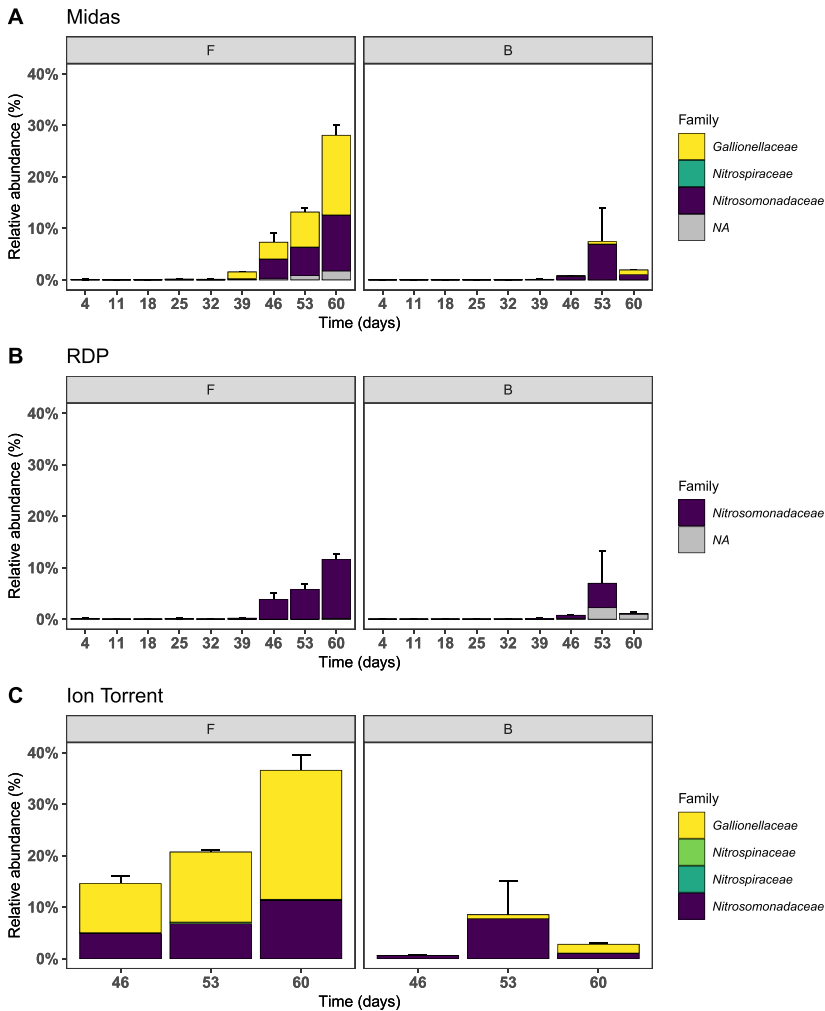 A Midas
F B
Relative abundance (%)
40%
30%
20%
10%
0%
4 11 18 25 32 39 46 53 60 4 11 18 25 32 39 46 53 60
Time (days)
Family
Gallionellaceae
Nitrospiraceae
Nitrosomonadaceae
NA
B RDP
F B
Relative abundance (%)
40%
30%
20%
10%
0%
4 11 18 25 32 39 46 53 60 4 11 18 25 32 39 46 53 60
Time (days)
Family
Nitrosomonadaceae
NA
C Ion Torrent
F B
Relative abundance (%)
40%
30%
20%
10%
0%
46 53 60 46 53 60
Time (days)
Family
Gallionellaceae
Nitrospinaceae
Nitrospiraceae
Nitrosomonadaceae